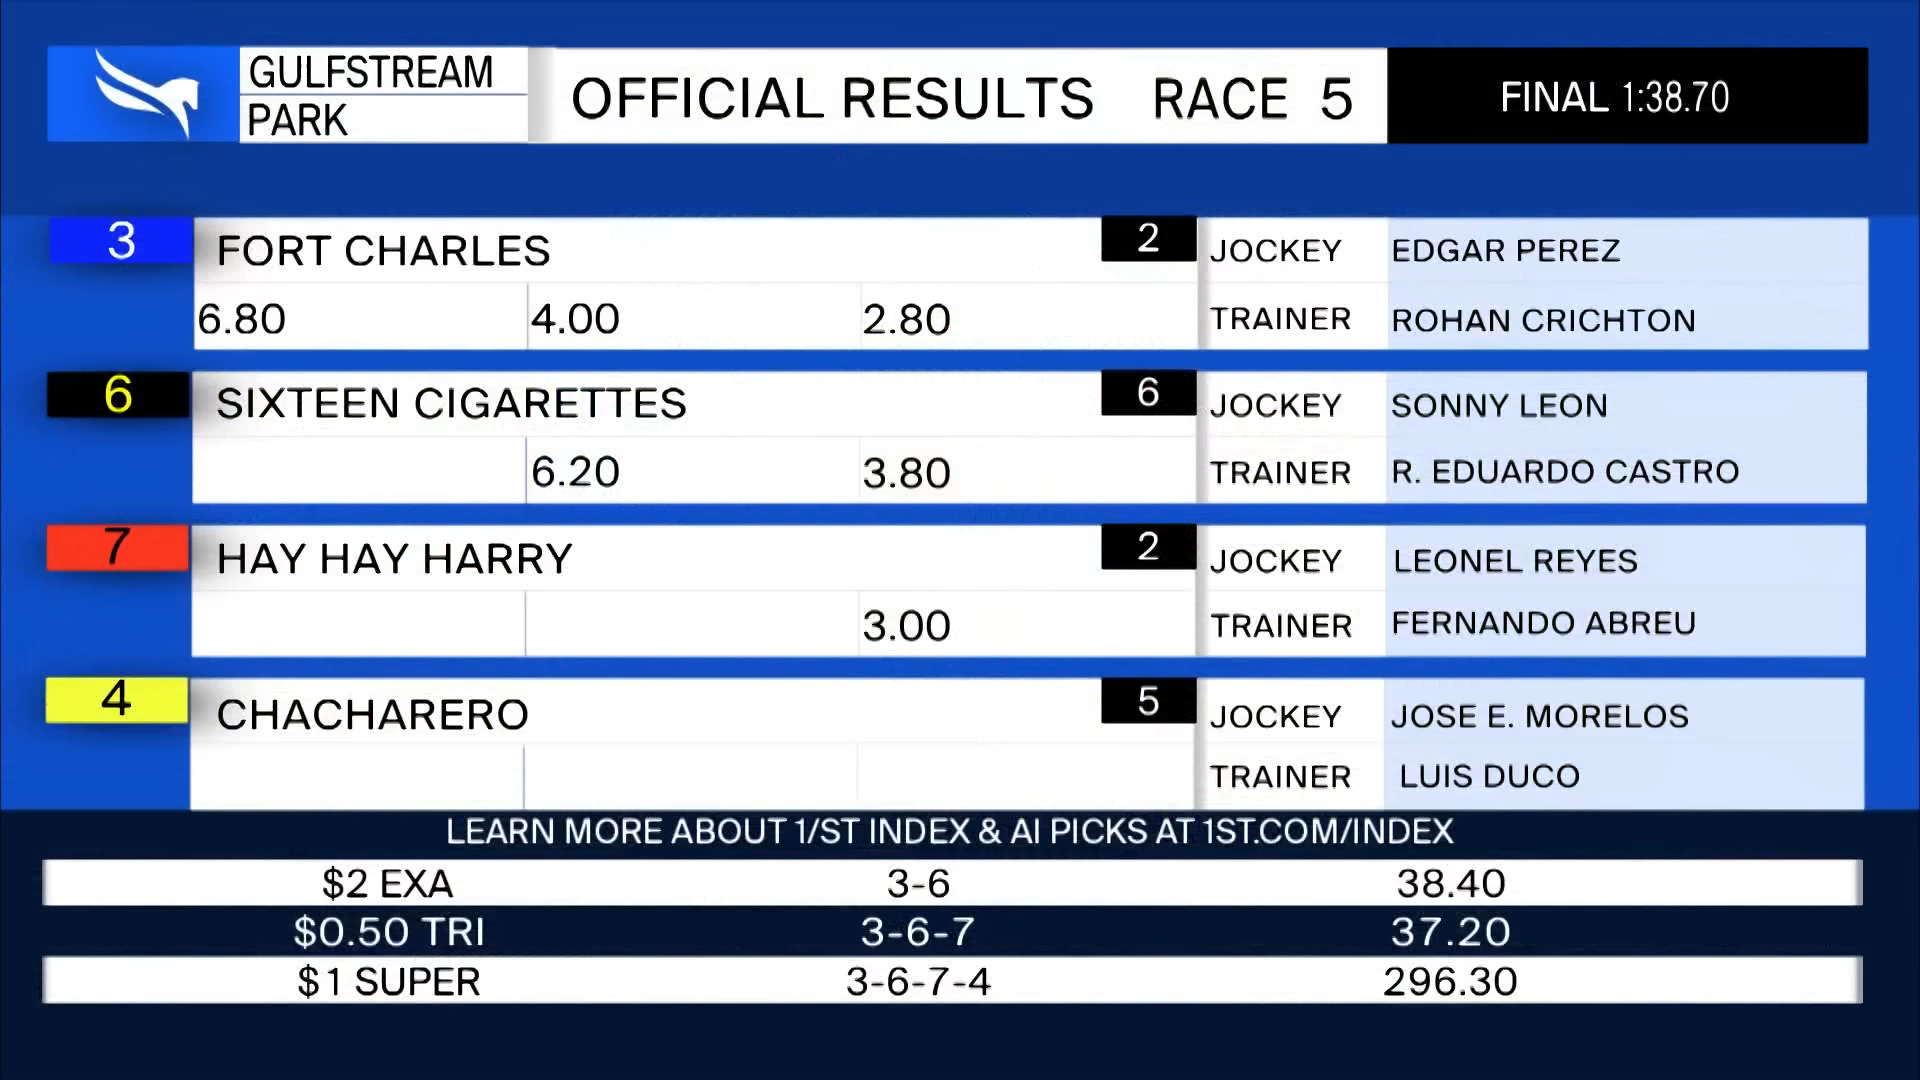 GULFSTREAM
PARK
OFFICIAL RESULTS RACE 5
FINAL 1:38.70
3 FORT CHARLES 2 JOCKEY EDGAR PEREZ
6.80 4.00 2.80 TRAINER ROHAN CRICHTON
6 SIXTEEN CIGARETTES 6 JOCKEY SONNY LEON
6.20 3.80 TRAINER R. EDUARDO CASTRO
7 HAY HAY HARRY 2 JOCKEY LEONEL REYES
3.00 TRAINER FERNANDO ABREU
4 CHACHARERO 5 JOCKEY JOSE E. MORELOS
TRAINER LUIS DUCO
LEARN MORE ABOUT 1/ST INDEX & AI PICKS AT 1ST.COM/INDEX
$2 EXA 3-6 38.40
$0.50 TRI 3-6-7 37.20
$1 SUPER 3-6-7-4 296.30